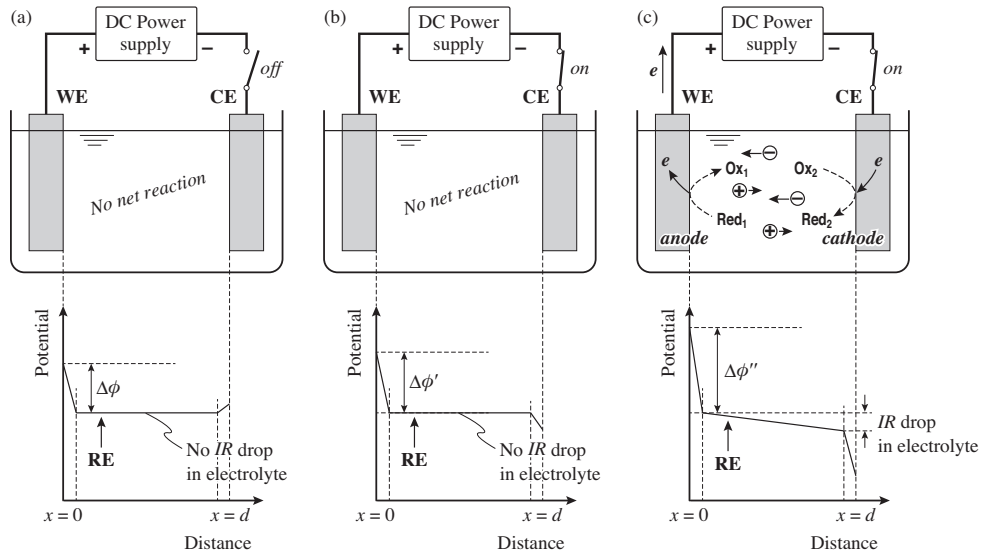 (a)
DC Power
supply
+
−
off
WE
CE
No net reaction
Potential
Δϕ
RE
No IR drop
in electrolyte
x = 0
x = d
Distance
(b)
DC Power
supply
+
−
on
WE
CE
No net reaction
Potential
Δϕ′
RE
No IR drop
in electrolyte
x = 0
x = d
Distance
(c)
DC Power
supply
+
−
e
on
WE
CE
−
e
Ox₁
Ox₂
e
+
−
Red₁
Red₂
+
anode
cathode
Potential
Δϕ″
IR drop
in electrolyte
RE
x = 0
x = d
Distance